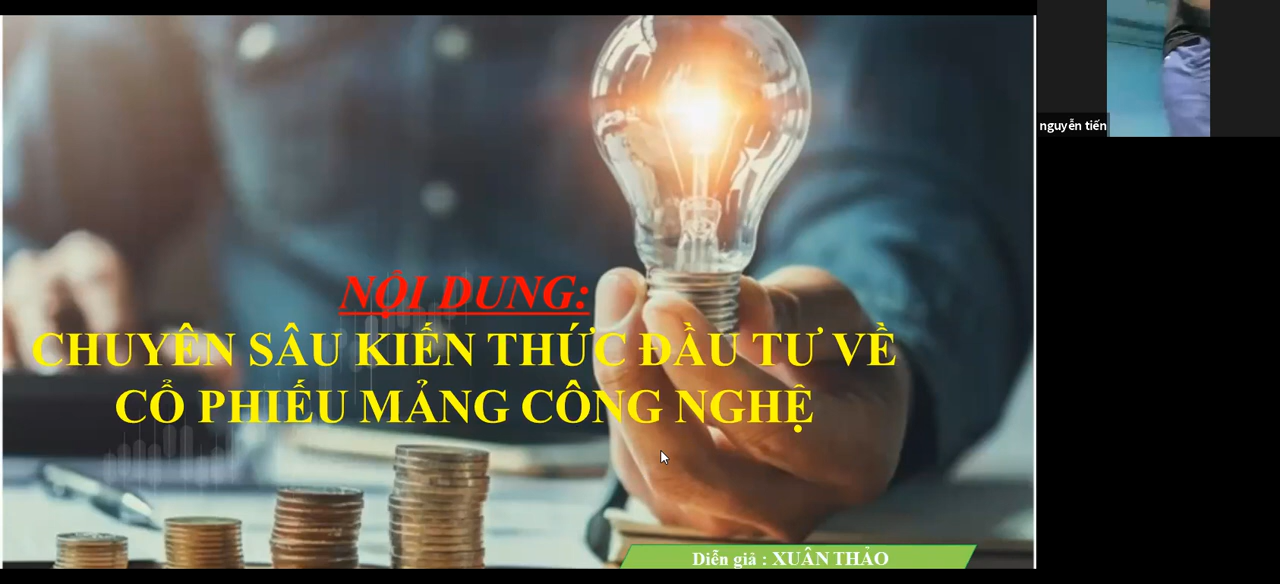 NỘI DUNG:
CHUYÊN SÂU KIẾN THỨC ĐẦU TƯ VỀ
CỔ PHIẾU MẢNG CÔNG NGHỆ
Diễn giả : XUÂN THẢO
nguyễn tiến